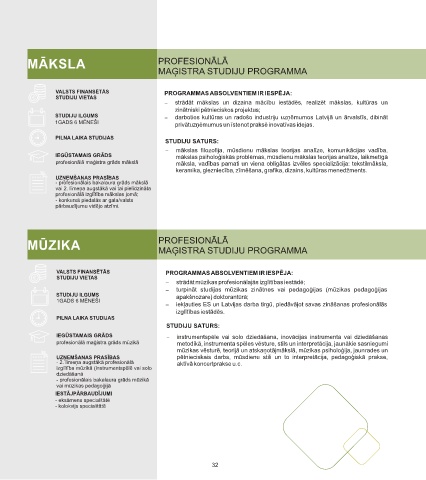 MĀKSLA
PROFESIONĀLĀ
MAĢISTRA STUDIJU PROGRAMMA
VALSTS FINANSĒTĀS
STUDIJU VIETAS
STUDIJU ILGUMS
1GADS 6 MĒNEŠI
PILNA LAIKA STUDIJAS
IEGŪSTAMAIS GRĀDS
profesionālā maģistra grāds mākslā
UZŅEMŠANAS PRASĪBAS
- profesionālais bakalaura grāds mākslā
vai 2. līmeņa augstākā vai tai pielīdzināta
profesionālā izglītība mākslas jomā;
- konkursā piedalās ar gala/valsts
pārbaudījumu vidējo atzīmi.
PROGRAMMAS ABSOLVENTIEM IR IESPĒJA:
– strādāt mākslas un dizaina mācību iestādēs, realizēt mākslas, kultūras un
zinātniski pētnieciskos projektus;
– darboties kultūras un radošo industriju uzņēmumos Latvijā un ārvalstīs, dibināt
privātuzņēmumus un īstenot praksē inovatīvas idejas.
STUDIJU SATURS:
– mākslas filozofija, mūsdienu mākslas teorijas analīze, komunikācijas vadība,
mākslas psiholoģiskās problēmas, mūsdienu mākslas teorijas analīze, laikmetīgā
māksla, vadības pamati un viena obligātās izvēles specializācija: tekstilmāksla,
keramika, glezniecība, zīmēšana, grafika, dizains, kultūras menedžments.
MŪZIKA
PROFESIONĀLĀ
MAĢISTRA STUDIJU PROGRAMMA
VALSTS FINANSĒTĀS
STUDIJU VIETAS
STUDIJU ILGUMS
1GADS 6 MĒNEŠI
PILNA LAIKA STUDIJAS
IEGŪSTAMAIS GRĀDS
profesionālā maģistra grāds mūzikā
UZŅEMŠANAS PRASĪBAS
- 2. līmeņa augstākā profesionālā
izglītība mūzikā (instrumentspēlē vai solo
dziedāšanā
- profesionālais bakalaura grāds mūzikā
vai mūzikas pedagoģijā
IESTĀJPĀRBAUDĪJUMI
- eksāmens specialitātē
- kolokvijs specialitātē
PROGRAMMAS ABSOLVENTIEM IR IESPĒJA:
– strādāt mūzikas profesionālajās izglītības iestādē;
– turpināt studijas mūzikas zinātnes vai pedagoģijas (mūzikas pedagoģijas
apakšnozare) doktorantūrā;
– iekļauties ES un Latvijas darba tirgū, piedāvājot savas zināšanas profesionālās
izglītības iestādēs.
STUDIJU SATURS:
– instrumentspēle vai solo dziedāšana, inovācijas instrumenta vai dziedāšanas
metodikā, instrumenta spēles vēsture, stils un interpretācija, jaunākie sasniegumi
mūzikas vēsturē, teorijā un atskaņotājmākslā, mūzikas psiholoģija, jaunrades un
pētnieciskais darbs, mūsdienu stili un to interpretācija, pedagoģiskā prakse,
aktīvā koncertprakse u.c.
32